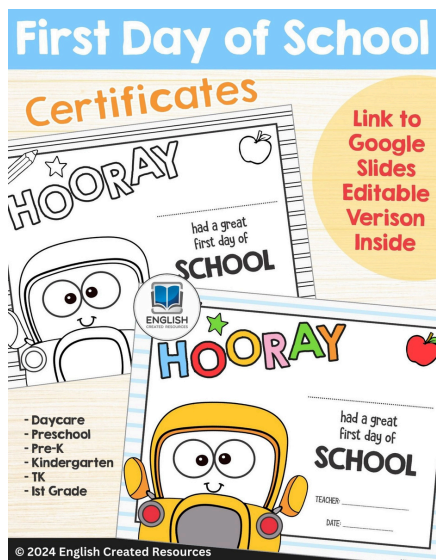 First Day of School
Certificates
Link to
Google
Slides
Editable
Verison
Inside
HOORAY
had a great
first day of
SCHOOL
ENGLISH
CREATED RESOURCES
HOORAY
had a great
first day of
SCHOOL
TEACHER:
DATE:
- Daycare
- Preschool
- Pre-K
- Kindergarten
- TK
- 1st Grade
© 2024 English Created Resources